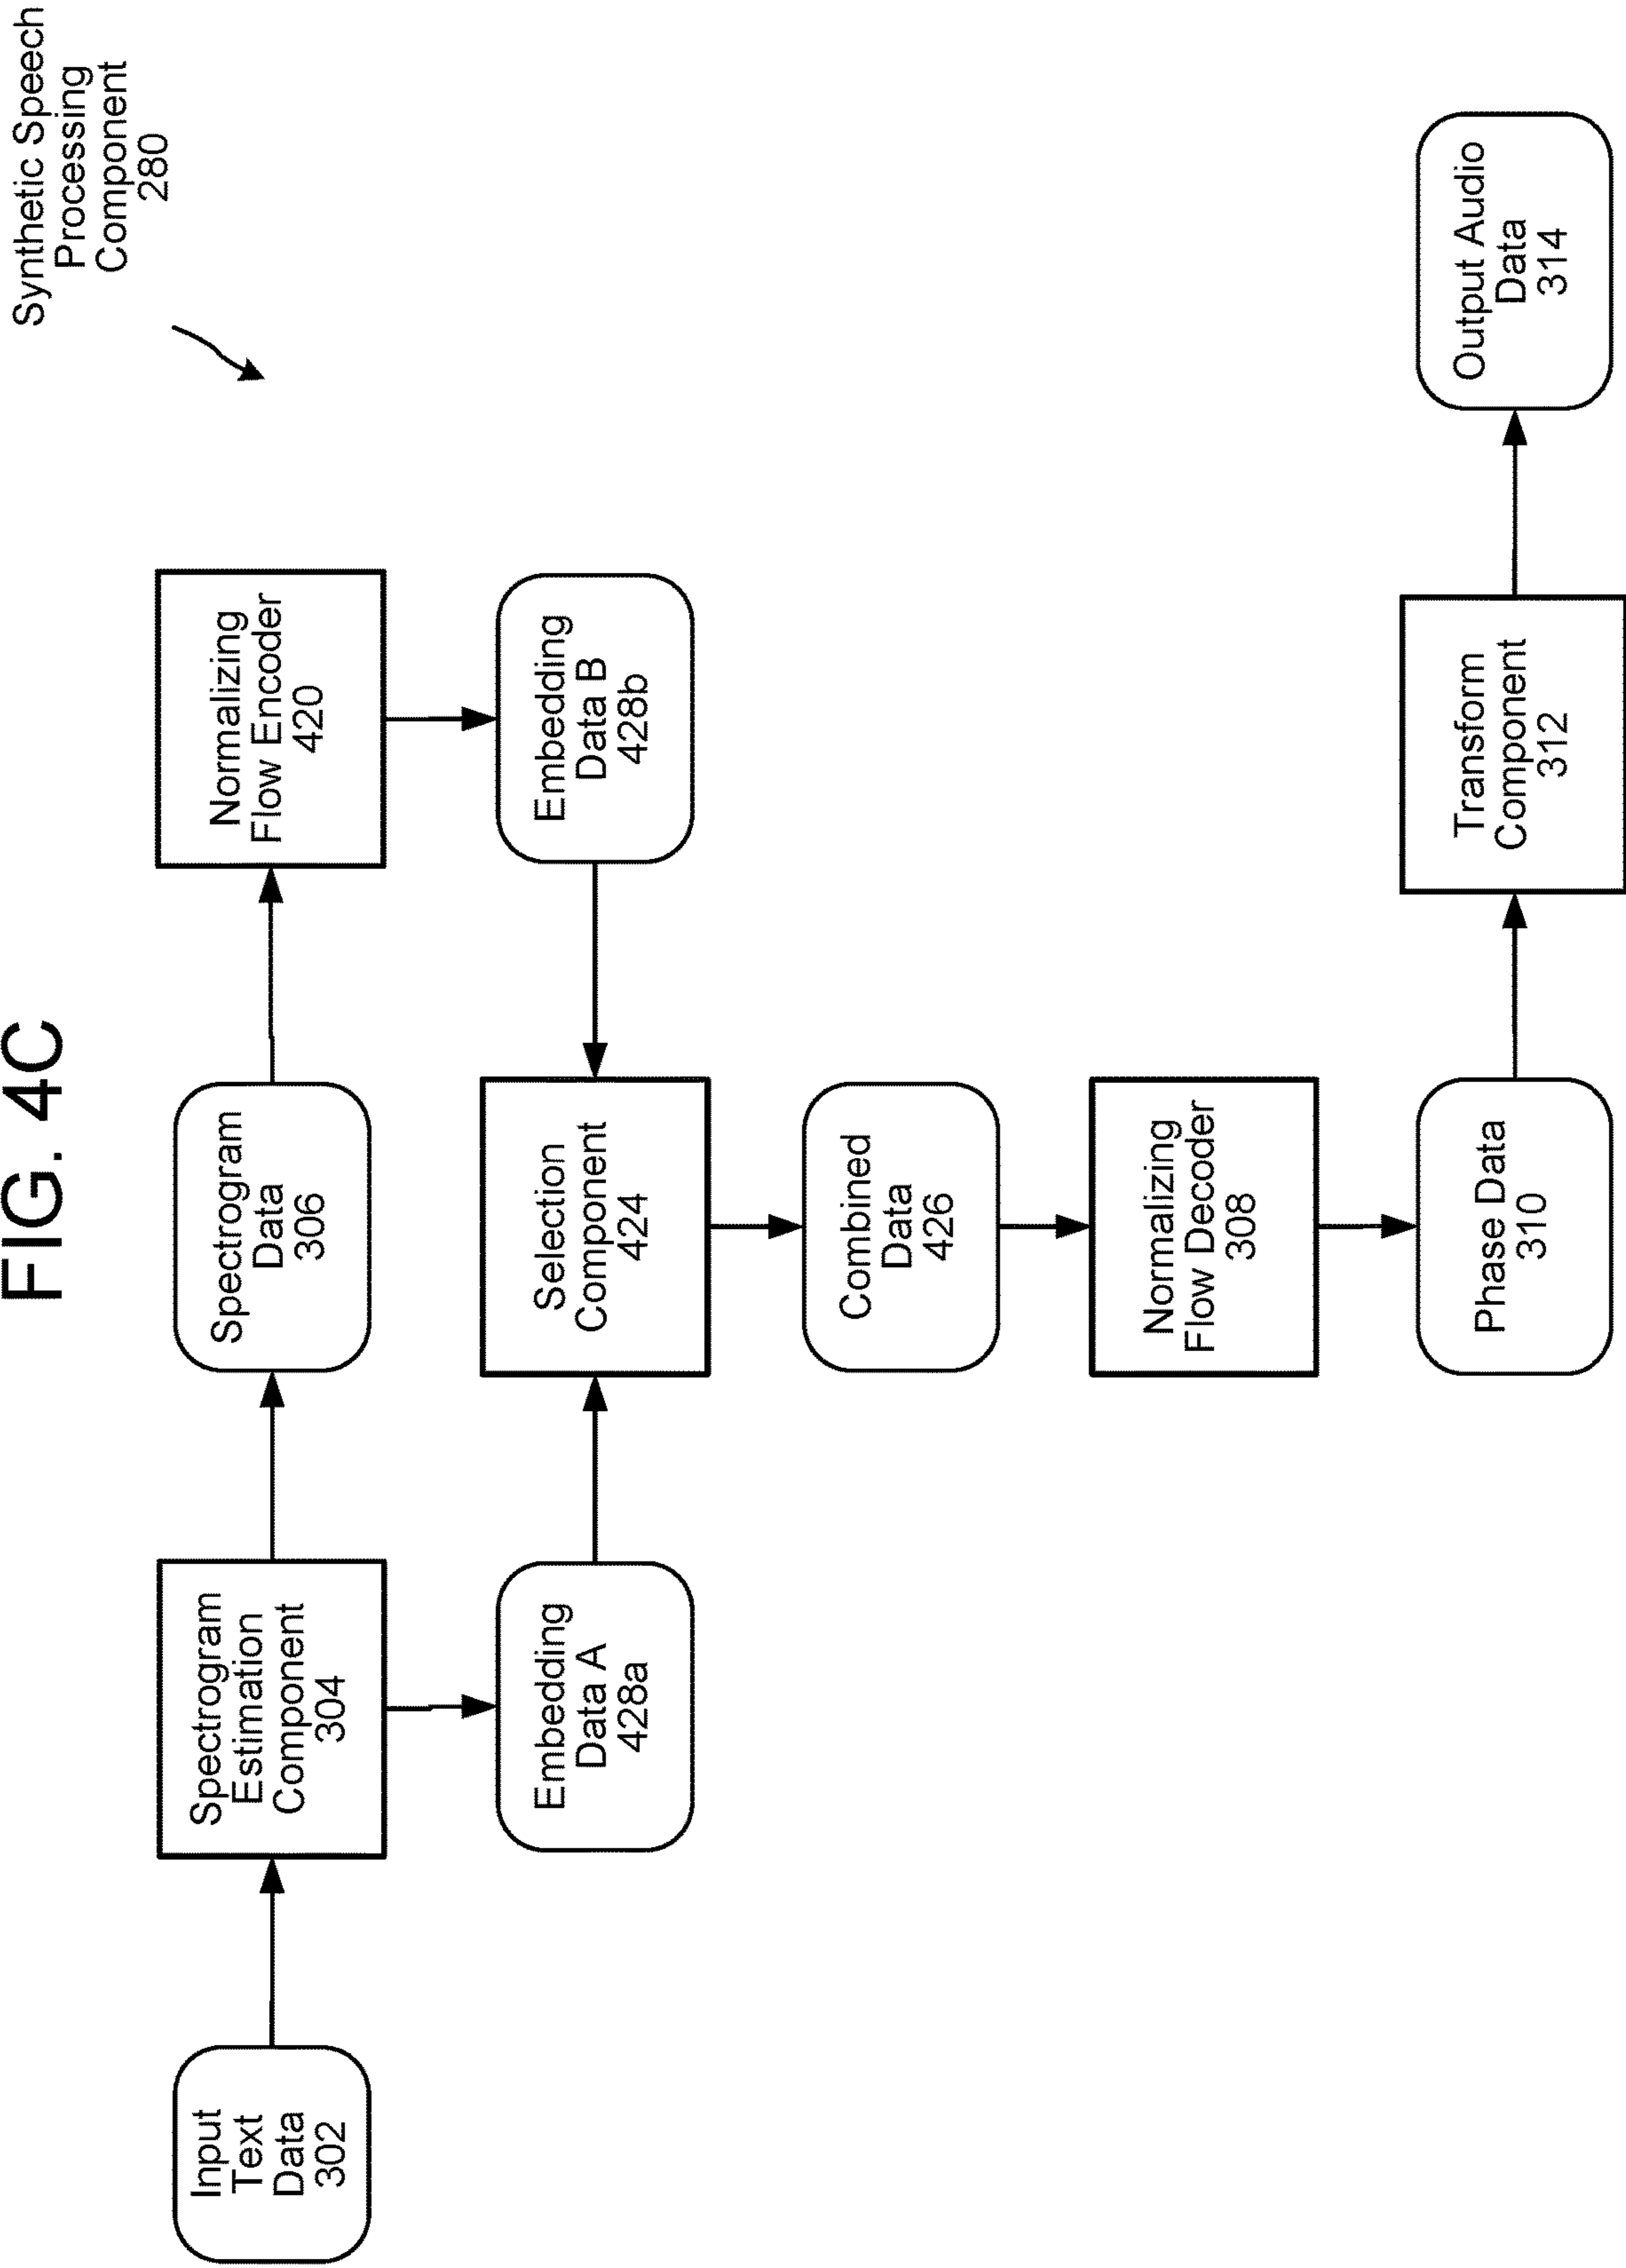 FIG. 4C
Synthetic Speech
Processing
Component
280
Input
Text
Data
302
Spectrogram
Estimation
Component
304
Spectrogram
Data
306
Normalizing
Flow Encoder
420
Embedding
Data A
428a
Selection
Component
424
Embedding
Data B
428b
Combined
Data
426
Normalizing
Flow Decoder
308
Phase Data
310
Transform
Component
312
Output Audio
Data
314